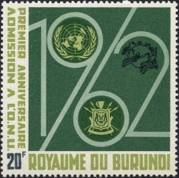 PREMIER ANNIVERSAIRE
ADMISSION A L'O.N.U.
1962
20F
ROYAUME DU BURUNDI